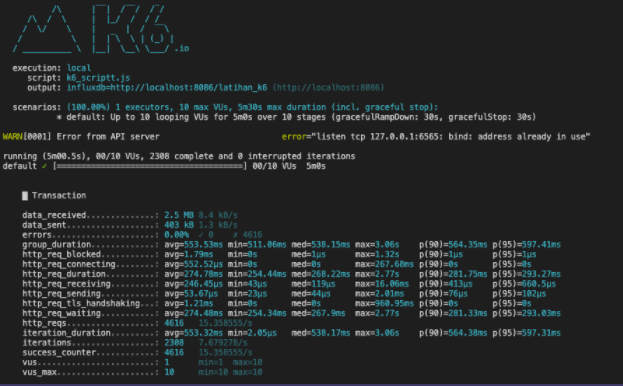 .io
execution: local
script: k6_scriptt.js
output: influxdb=http://localhost:8086/latihan_k6 (http://localhost:8086)
scenarios: (100.00%) 1 executors, 10 max VUs, 5m30s max duration (incl. graceful stop):
* default: Up to 10 looping VUs for 5m0s over 10 stages (gracefulRampDown: 30s, gracefulStop: 30s)
WARN[0001] Error from API server error="listen tcp 127.0.0.1:6565: bind: address already in use"
running (5m00.5s), 00/10 VUs, 2308 complete and 0 interrupted iterations
default ✓ [======================================] 00/10 VUs 5m0s
█ Transaction
data_received..............: 2.5 MB 8.4 kB/s
data_sent..................: 403 kB 1.3 kB/s
errors.....................: 0.00% ✓ 0 ✗ 4616
group_duration.............: avg=553.53ms min=511.06ms med=538.15ms max=3.06s p(90)=564.35ms p(95)=597.41ms
http_req_blocked...........: avg=1.79ms min=0s med=1µs max=1.32s p(90)=1µs p(95)=1µs
http_req_connecting........: avg=552.52µs min=0s med=0s max=267.68ms p(90)=0s p(95)=0s
http_req_duration..........: avg=274.78ms min=254.44ms med=268.22ms max=2.77s p(90)=281.75ms p(95)=293.27ms
http_req_receiving.........: avg=246.45µs min=43µs med=119µs max=16.06ms p(90)=413µs p(95)=660.5µs
http_req_sending...........: avg=53.67µs min=23µs med=44µs max=2.01ms p(90)=76µs p(95)=102µs
http_req_tls_handshaking...: avg=1.21ms min=0s med=0s max=960.95ms p(90)=0s p(95)=0s
http_req_waiting...........: avg=274.48ms min=254.34ms med=267.9ms max=2.77s p(90)=281.33ms p(95)=293.03ms
http_reqs..................: 4616 15.358555/s
iteration_duration.........: avg=553.32ms min=2.05µs med=538.17ms max=3.06s p(90)=564.38ms p(95)=597.31ms
iterations.................: 2308 7.679278/s
success_counter............: 4616 15.358555/s
vus........................: 1 min=1 max=10
vus_max....................: 10 min=10 max=10